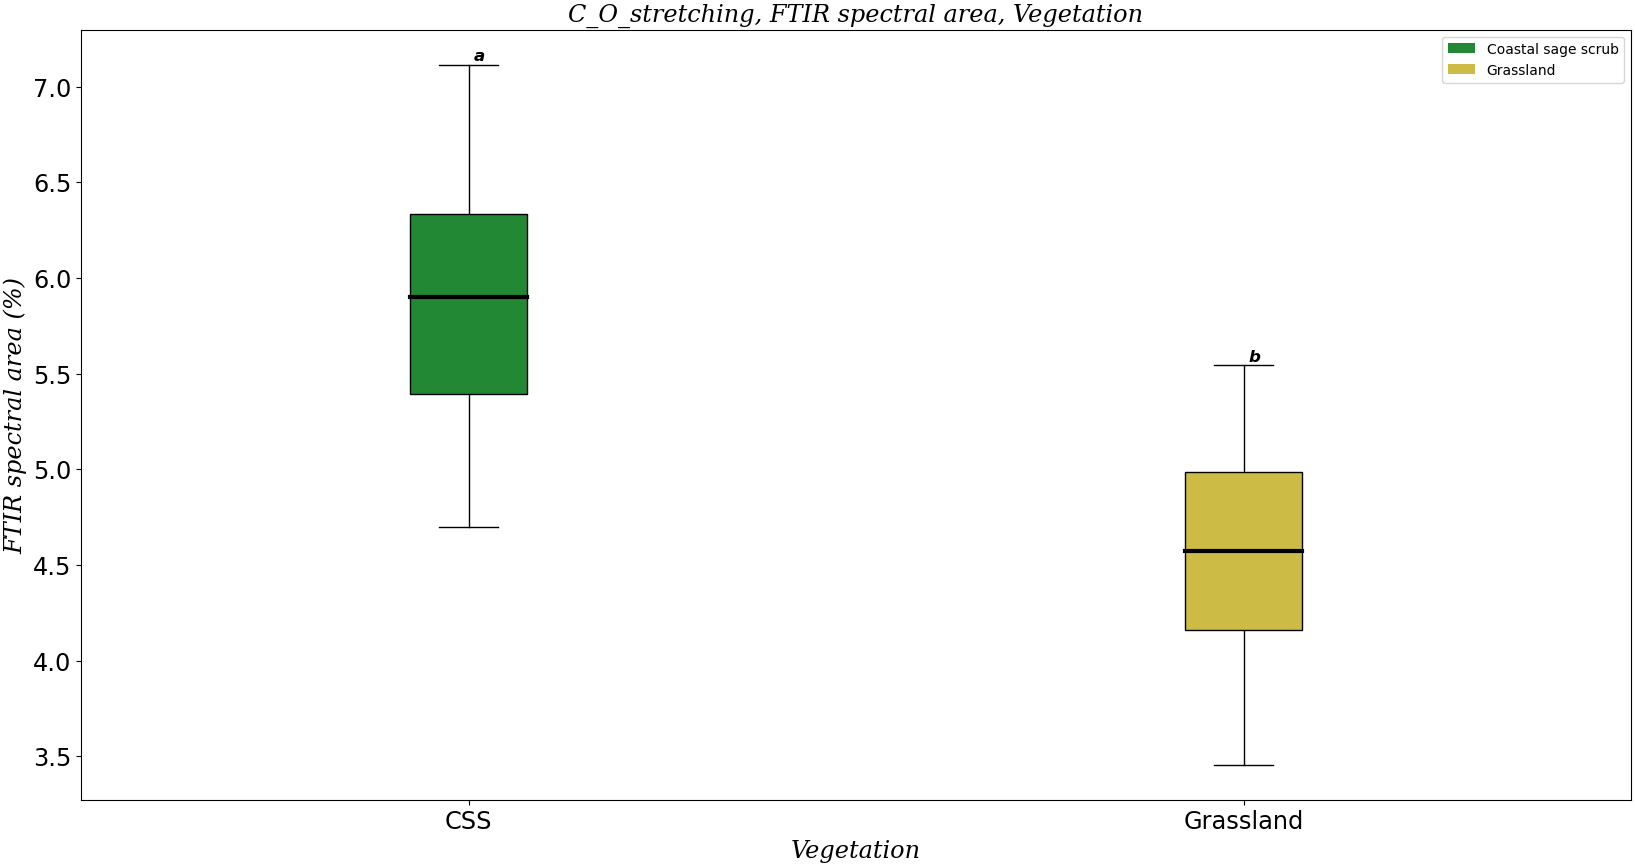 C_O_stretching, FTIR spectral area, Vegetation
a
Coastal sage scrub
Grassland
7.0
6.5
6.0
b
5.5
5.0
4.5
4.0
3.5
FTIR spectral area (%)
CSS
Grassland
Vegetation